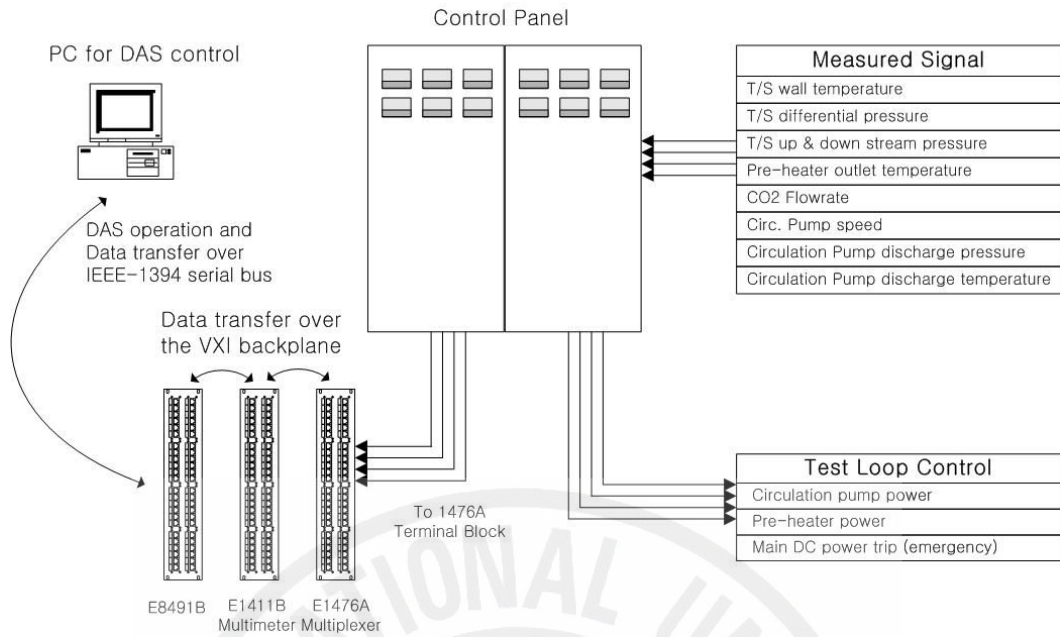 Control Panel
PC for DAS control
DAS operation and
Data transfer over
IEEE-1394 serial bus
Data transfer over
the VXI backplane
E8491B
E1411B
Multimeter
E1476A
Multiplexer
To 1476A
Terminal Block
Measured Signal
T/S wall temperature
T/S differential pressure
T/S up & down stream pressure
Pre-heater outlet temperature
CO2 Flowrate
Circ. Pump speed
Circulation Pump discharge pressure
Circulation Pump discharge temperature
Test Loop Control
Circulation pump power
Pre-heater power
Main DC power trip (emergency)